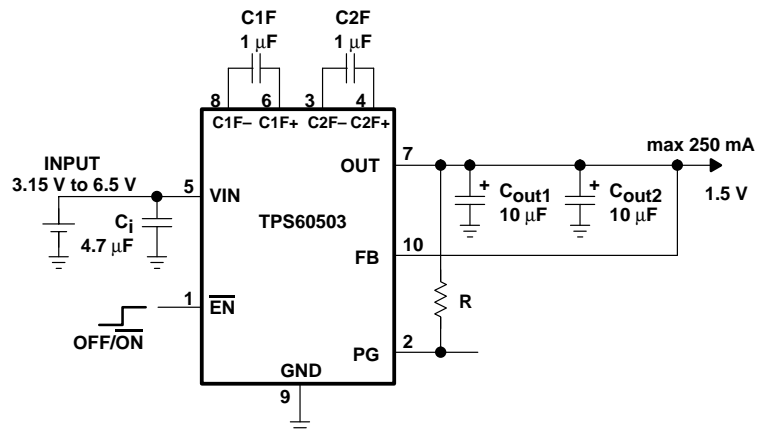 C1F C2F
1 µF 1 µF
8 6 3 4
C1F– C1F+ C2F– C2F+
7
max 250 mA
OUT
INPUT
3.15 V to 6.5 V
5
VIN
TPS60503
+ Cout1
10 µF
+ Cout2
10 µF
1.5 V
Ci
4.7 µF
10
FB
1
EN
R
OFF/ON
2
PG
GND
9